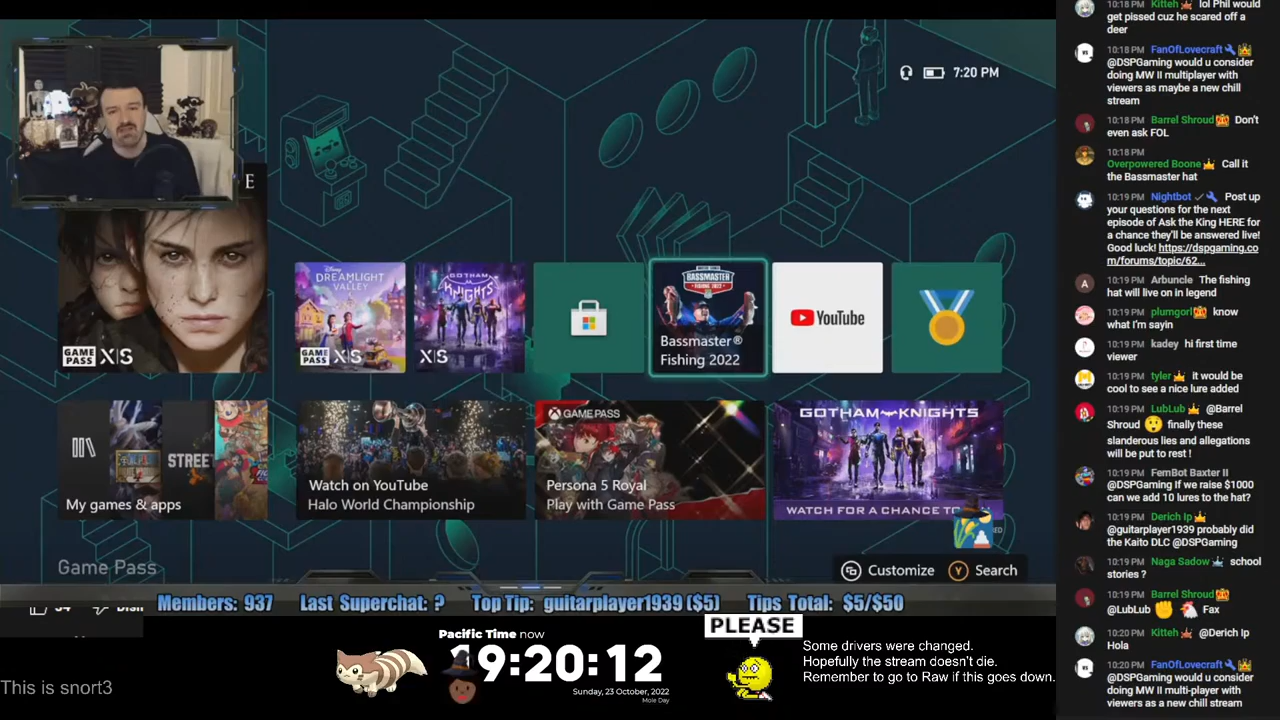 7:20 PM
E
Disney
DREAMLIGHT
VALLEY
GAME
PASS
X|S
GOTHAM
KNIGHTS
X|S
BASSMASTER
FISHING 2022
Bassmaster®
Fishing 2022
YouTube
GAME
PASS
X|S
STREE
My games & apps
Watch on YouTube
Halo World Championship
GAME PASS
Persona 5 Royal
Play with Game Pass
GOTHAM KNIGHTS
WATCH FOR A CHANCE TO
Game Pass
Customize
Y
Search
Members: 937
Last Superchat: ?
Top Tip: guitarplayer1939 ($5)
Tips Total: $5/$50
Pacific Time now
19:20:12
Sunday, 23 October, 2022
Mole Day
PLEASE
Some drivers were changed.
Hopefully the stream doesn't die.
Remember to go to Raw if this goes down.
This is snort3
10:18 PM Kitteh lol Phil would
get pissed cuz he scared off a
deer
10:18 PM FanOfLovecraft
@DSPGaming would u consider
doing MW II multiplayer with
viewers as maybe a new chill
stream
10:18 PM Barrel Shroud Don't
even ask FOL
10:18 PM
Overpowered Boone Call it
the Bassmaster hat
10:19 PM Nightbot Post up
your questions for the next
episode of Ask the King HERE for
a chance they'll be answered live!
Good luck! https://dspgaming.co
m/forums/topic/62...
A
10:19 PM Arbuncle The fishing
hat will live on in legend
10:19 PM plumgorl know
what I'm sayin
10:19 PM kadey hi first time
viewer
10:19 PM tyler it would be
cool to see a nice lure added
10:19 PM LubLub @Barrel
Shroud finally these
slanderous lies and allegations
will be put to rest !
10:19 PM FemBot Baxter II
@DSPGaming If we raise $1000
can we add 10 lures to the hat?
10:19 PM Derich Ip
@guitarplayer1939 probably did
the Kaito DLC @DSPGaming
10:19 PM Naga Sadow school
stories ?
10:19 PM Barrel Shroud
@LubLub Fax
10:20 PM Kitteh @Derich Ip
Hola
10:20 PM FanOfLovecraft
@DSPGaming would u consider
doing MW II multi-player with
viewers as a new chill stream